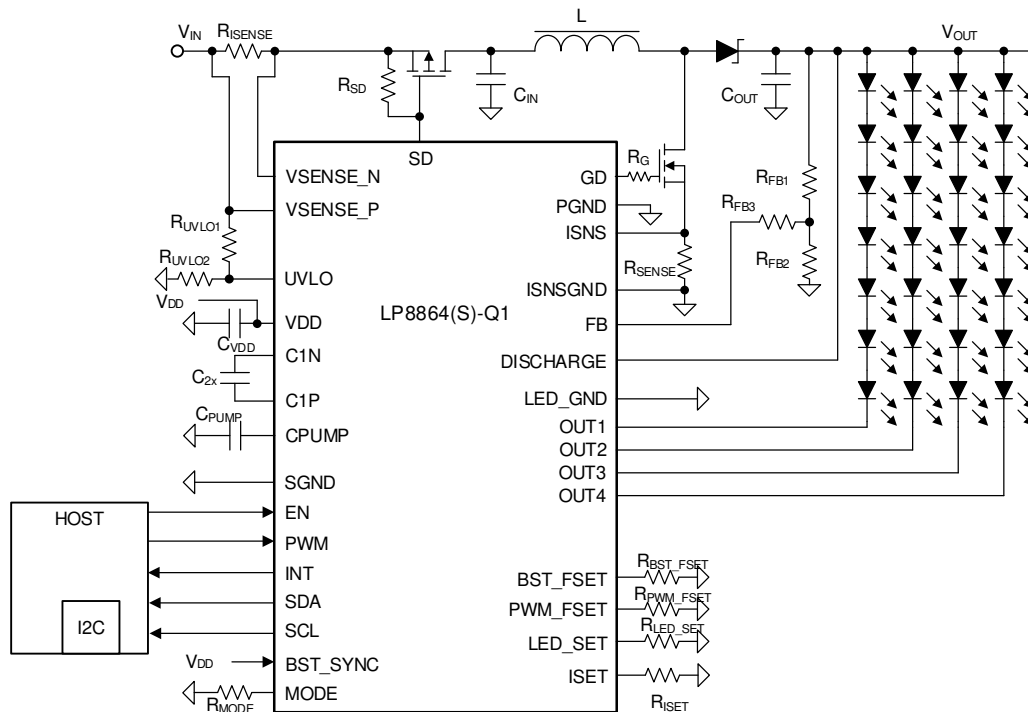 VIN
RISENSE
L
VOUT
RSD
CIN
COUT
SD
RG
GD
VSENSE_N
VSENSE_P
PGND
RFB1
RFB3
ISNS
RUVLO1
RUVLO2
UVLO
RSENSE
RFB2
ISNSGND
VDD
LP8864(S)-Q1
VDD
FB
CVDD
C1N
DISCHARGE
C2x
C1P
LED_GND
CPUMP
CPUMP
OUT1
OUT2
OUT3
OUT4
SGND
HOST
EN
PWM
INT
SDA
I2C
SCL
VDD
BST_SYNC
RMODE
MODE
BST_FSET
RBST_FSET
PWM_FSET
RPWM_FSET
LED_SET
RLED_SET
ISET
RISET